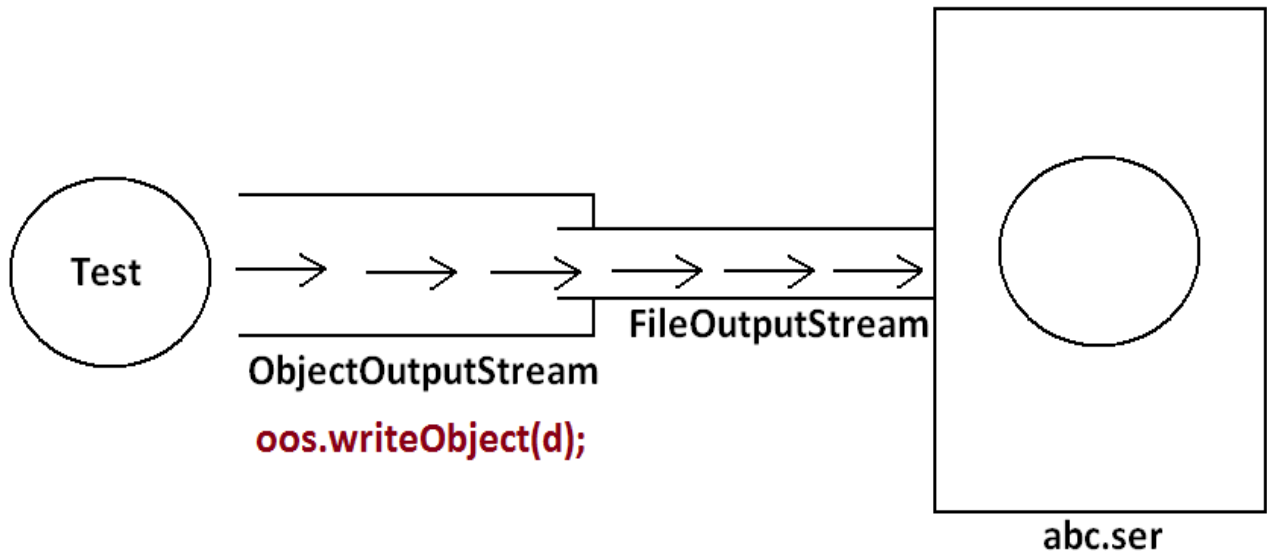 Test
ObjectOutputStream
oos.writeObject(d);
FileOutputStream
abc.ser